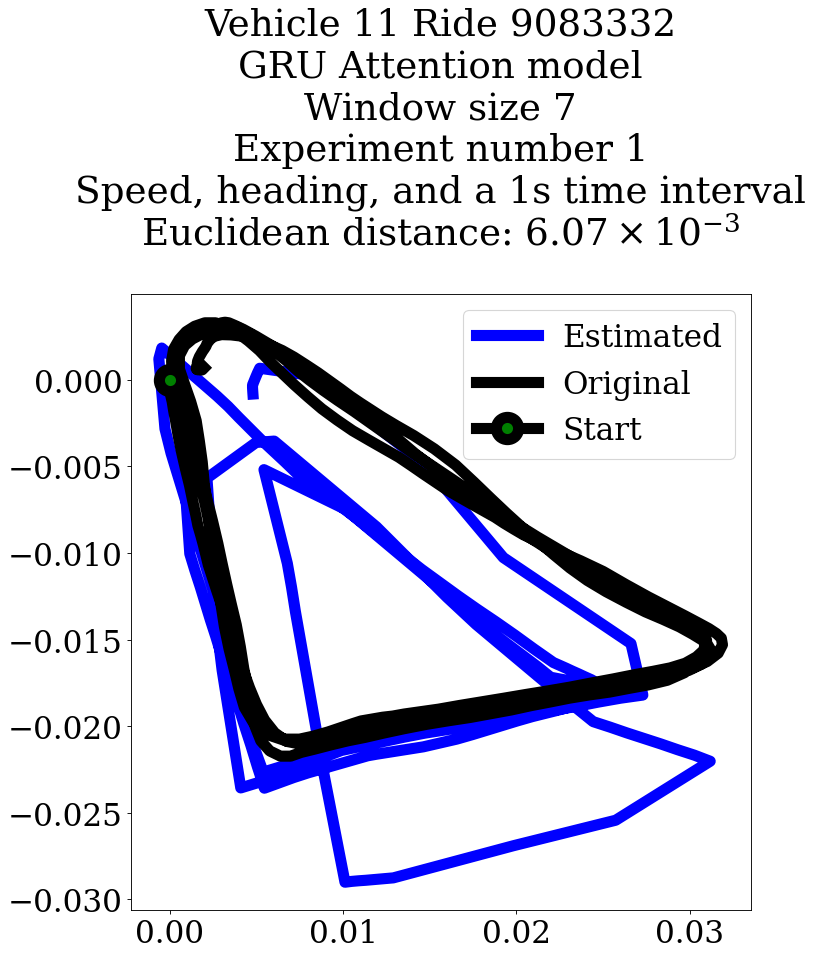 Vehicle 11 Ride 9083332
GRU Attention model
Window size 7
Experiment number 1
Speed, heading, and a 1s time interval
Euclidean distance: 6.07 × 10⁻³
Estimated
Original
Start
0.000
−0.005
−0.010
−0.015
−0.020
−0.025
−0.030
0.00 0.01 0.02 0.03